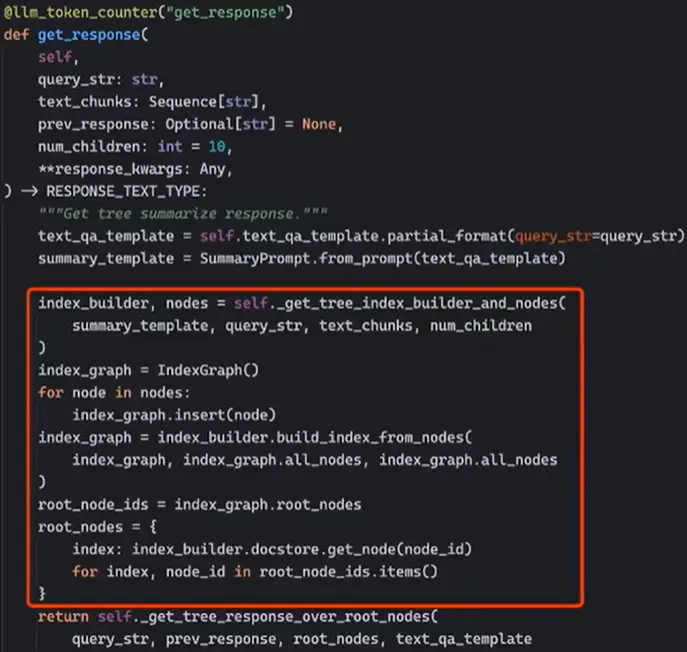 @llm_token_counter("get_response")
def get_response(
    self,
    query_str: str,
    text_chunks: Sequence[str],
    prev_response: Optional[str] = None,
    num_children: int = 10,
    **response_kwargs: Any,
) -> RESPONSE_TEXT_TYPE:
    """Get tree summarize response."""
    text_qa_template = self.text_qa_template.partial_format(query_str=query_str)
    summary_template = SummaryPrompt.from_prompt(text_qa_template)
    index_builder, nodes = self._get_tree_index_builder_and_nodes(
        summary_template, query_str, text_chunks, num_children
    )
    index_graph = IndexGraph()
    for node in nodes:
        index_graph.insert(node)
    index_graph = index_builder.build_index_from_nodes(
        index_graph, index_graph.all_nodes, index_graph.all_nodes
    )
    root_node_ids = index_graph.root_nodes
    root_nodes = {
        index: index_builder.docstore.get_node(node_id)
        for index, node_id in root_node_ids.items()
    }
    return self._get_tree_response_over_root_nodes(
        query_str, prev_response, root_nodes, text_qa_template